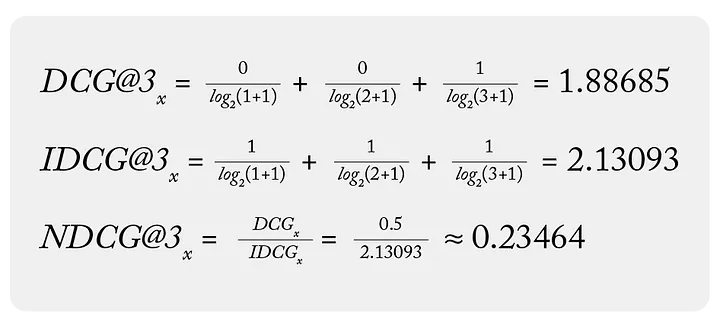 DCG@3ₓ = 0/log₂(1+1) + 0/log₂(2+1) + 1/log₂(3+1) = 1.88685
IDCG@3ₓ = 1/log₂(1+1) + 1/log₂(2+1) + 1/log₂(3+1) = 2.13093
NDCG@3ₓ = DCGₓ/IDCGₓ = 0.5/2.13093 ≈ 0.23464